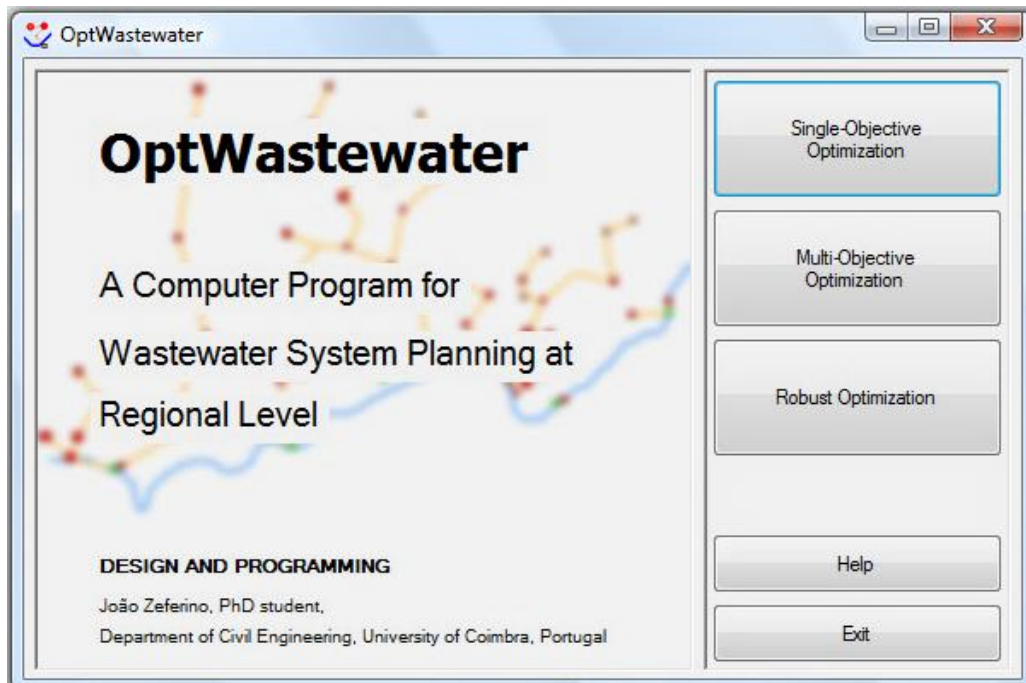 OptWastewater
OptWastewater
A Computer Program for
Wastewater System Planning at
Regional Level
DESIGN AND PROGRAMMING
João Zeferino, PhD student,
Department of Civil Engineering, University of Coimbra, Portugal
Single-Objective
Optimization
Multi-Objective
Optimization
Robust Optimization
Help
Exit